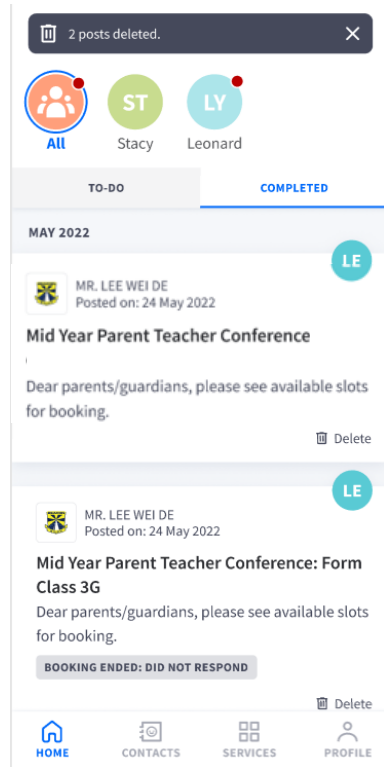 2 posts deleted.
ST
LY
All
Stacy
Leonard
TO-DO
COMPLETED
MAY 2022
LE
MR. LEE WEI DE
Posted on: 24 May 2022
Mid Year Parent Teacher Conference
Dear parents/guardians, please see available slots
for booking.
Delete
LE
MR. LEE WEI DE
Posted on: 24 May 2022
Mid Year Parent Teacher Conference: Form
Class 3G
Dear parents/guardians, please see available slots
for booking.
BOOKING ENDED: DID NOT RESPOND
Delete
HOME
CONTACTS
SERVICES
PROFILE